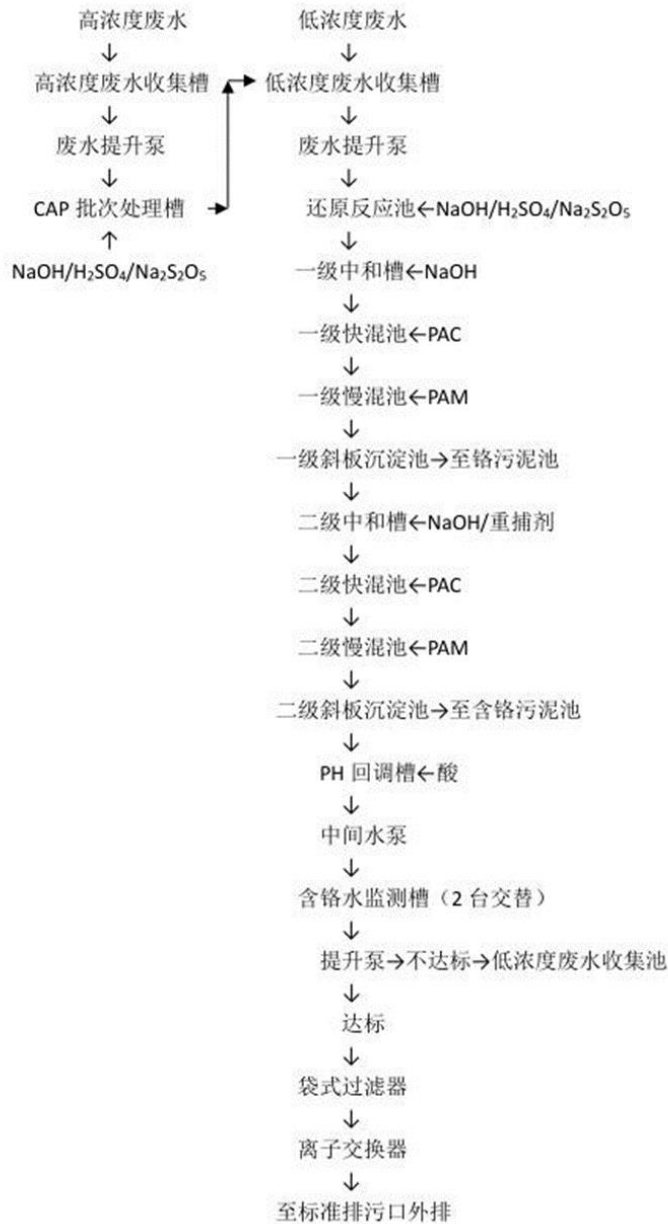 高浓度废水
↓
高浓度废水收集槽
↓
废水提升泵
↓
CAP 批次处理槽 →
↑
NaOH/H₂SO₄/Na₂S₂O₅
低浓度废水
↓
低浓度废水收集槽
↓
废水提升泵
↓
还原反应池←NaOH/H₂SO₄/Na₂S₂O₅
↓
一级中和槽←NaOH
↓
一级快混池←PAC
↓
一级慢混池←PAM
↓
一级斜板沉淀池→至铬污泥池
↓
二级中和槽←NaOH/重捕剂
↓
二级快混池←PAC
↓
二级慢混池←PAM
↓
二级斜板沉淀池→至含铬污泥池
↓
PH 回调槽←酸
↓
中间水泵
↓
含铬水监测槽（2 台交替）
↓
提升泵→不达标→低浓度废水收集池
↓
达标
↓
袋式过滤器
↓
离子交换器
↓
至标准排污口外排